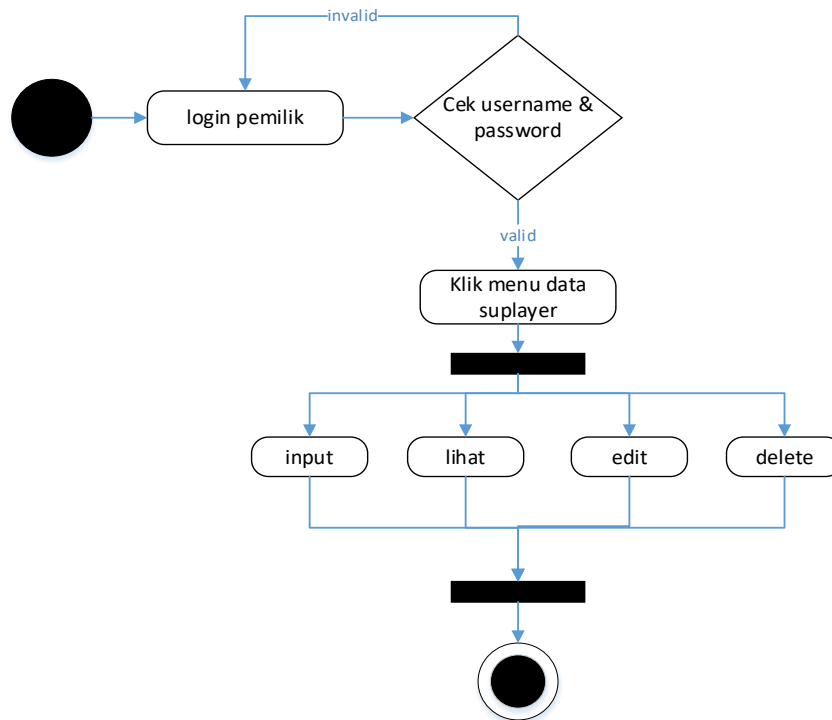 invalid
login pemilik
Cek username &
password
valid
Klik menu data
suplayer
input
lihat
edit
delete